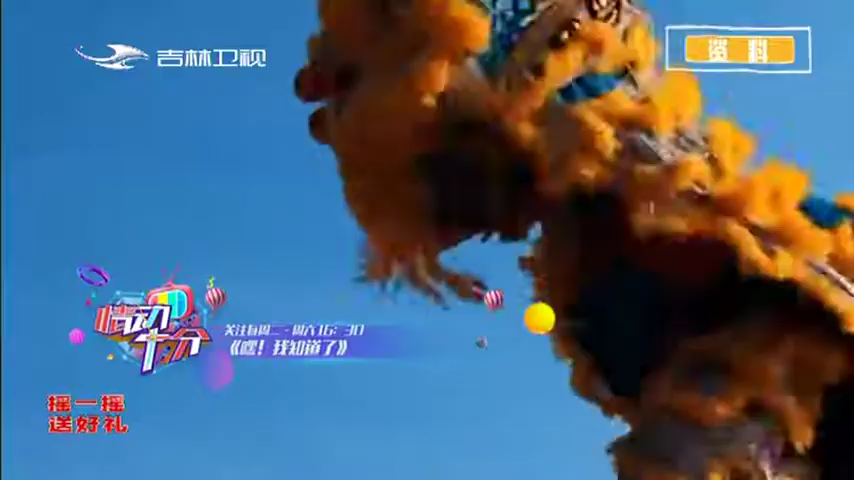 吉林卫视
资料
情动十分
关注每周二-周六16：30
《嘿！我知道了》
摇一摇
送好礼